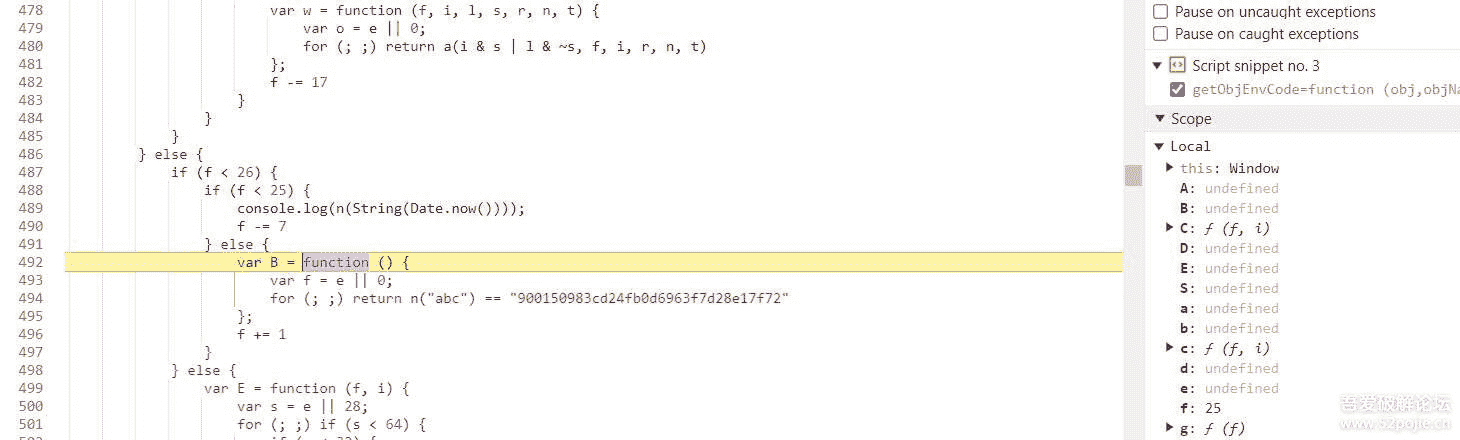 478 var w = function (f, i, l, s, r, n, t) {
479 var o = e || 0;
480 for (; ;) return a(i & s | l & ~s, f, i, r, n, t)
481 };
482 f -= 17
483 }
484 }
485 }
486 } else {
487 if (f < 26) {
488 if (f < 25) {
489 console.log(n(String(Date.now())));
490 f -= 7
491 } else {
492 var B = function () {
493 var f = e || 0;
494 for (; ;) return n("abc") == "900150983cd24fb0d6963f7d28e17f72"
495 };
496 f += 1
497 }
498 } else {
499 var E = function (f, i) {
500 var s = e || 28;
501 for (; ;) if (s < 64) {
Pause on uncaught exceptions
Pause on caught exceptions
Script snippet no. 3
getObjEnvCode=function (obj,objNa
Scope
Local
this: Window
A: undefined
B: undefined
C: ƒ (f, i)
D: undefined
E: undefined
S: undefined
a: undefined
b: undefined
c: ƒ (f, i)
d: undefined
e: undefined
f: 25
g: ƒ (f)
吾爱破解论坛
www.52pojie.cn